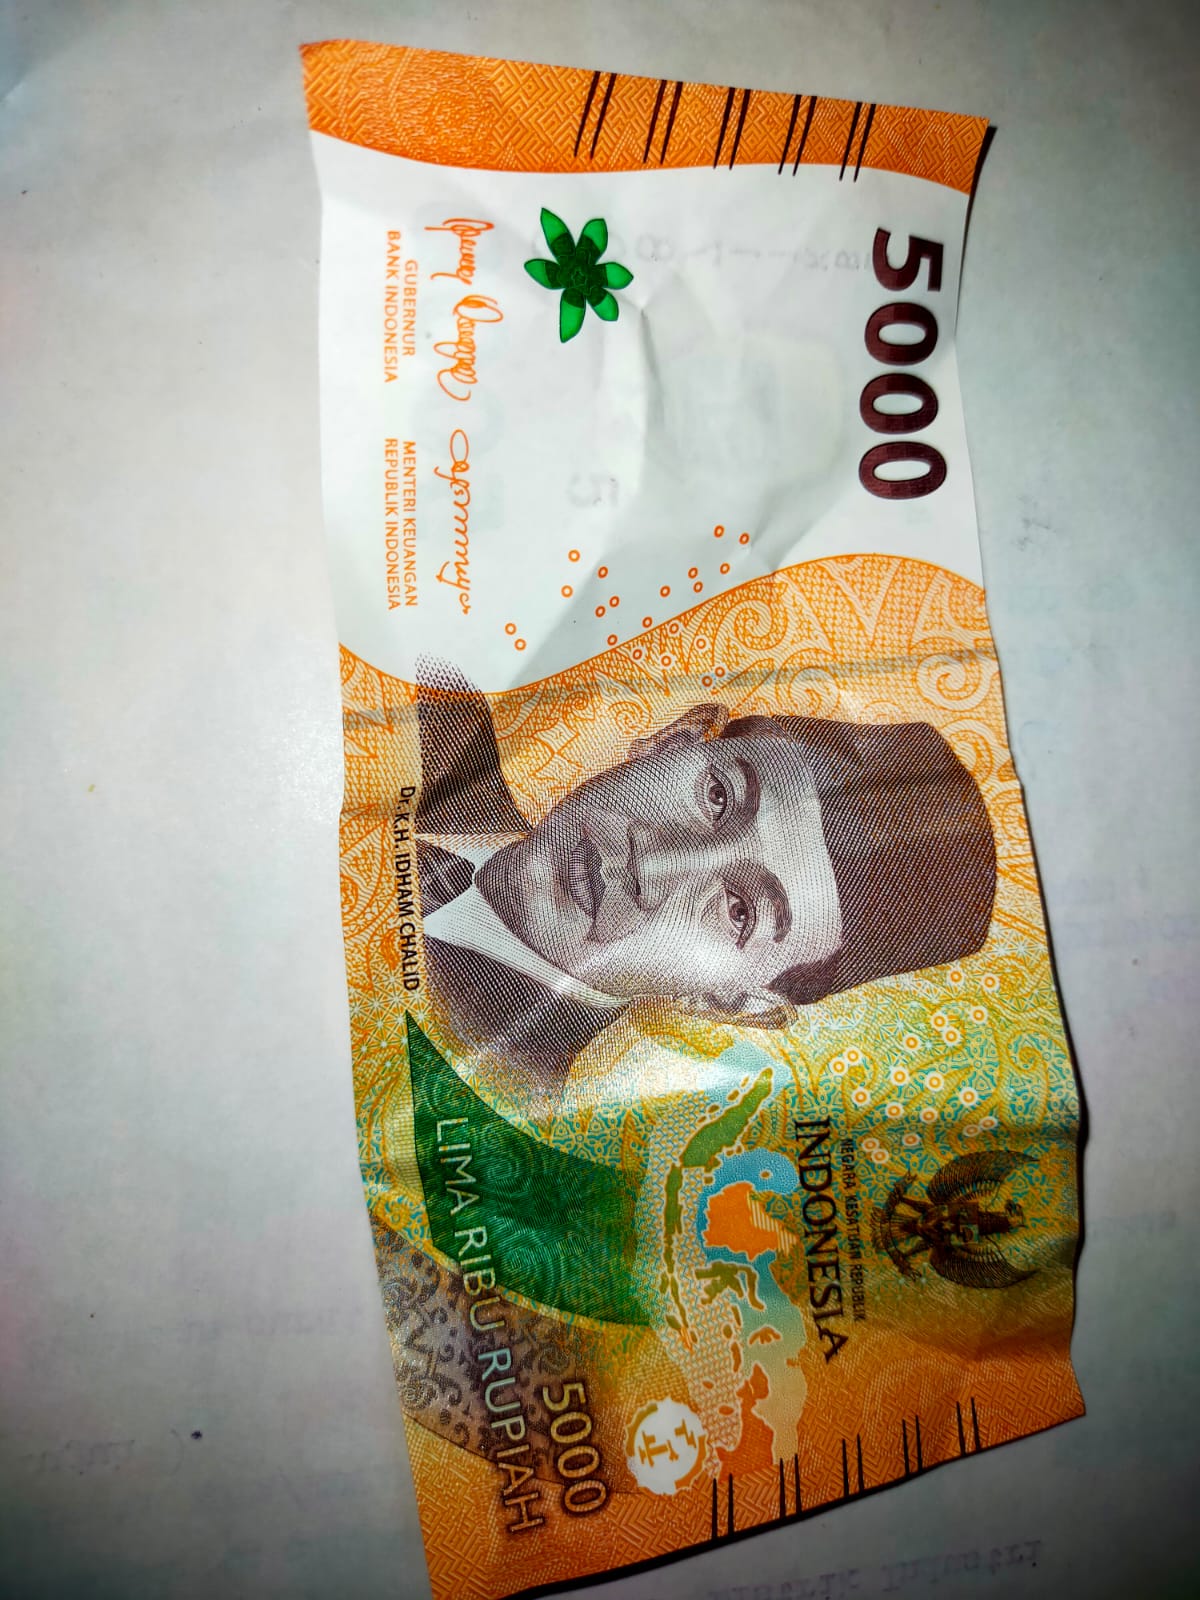 5000
GUBERNUR
BANK INDONESIA
MENTERI KEUANGAN
REPUBLIK INDONESIA
Dr. K.H. IDHAM CHALID
NEGARA KESATUAN REPUBLIK
INDONESIA
5000
LIMA RIBU RUPIAH